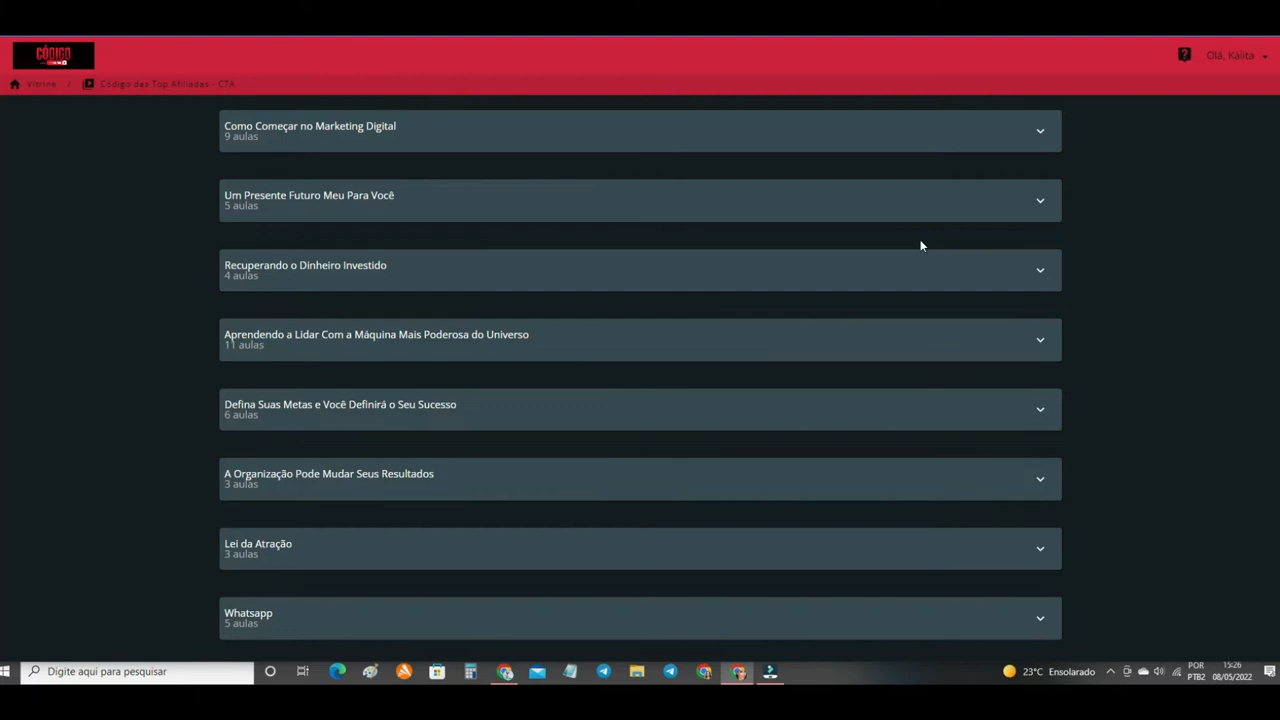 CÓDIGO
Olá, Kálita
Vitrine / Código das Top Afiliadas - CTA
Como Começar no Marketing Digital
9 aulas
Um Presente Futuro Meu Para Você
5 aulas
Recuperando o Dinheiro Investido
4 aulas
Aprendendo a Lidar Com a Máquina Mais Poderosa do Universo
11 aulas
Defina Suas Metas e Você Definirá o Seu Sucesso
6 aulas
A Organização Pode Mudar Seus Resultados
3 aulas
Lei da Atração
3 aulas
Whatsapp
5 aulas
Digite aqui para pesquisar
23°C Ensolarado
POR
PTB2
15:26
08/05/2022